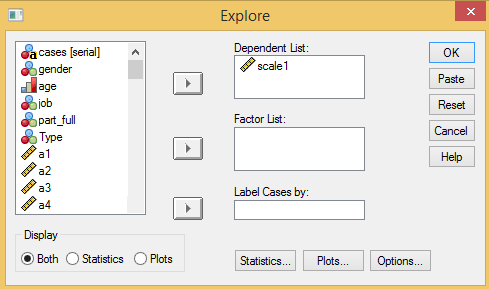 Explore
cases [serial]
gender
age
job
part_full
Type
a1
a2
a3
a4
Dependent List:
scale1
Factor List:
Label Cases by:
OK
Paste
Reset
Cancel
Help
Display
Both Statistics Plots
Statistics... Plots... Options...